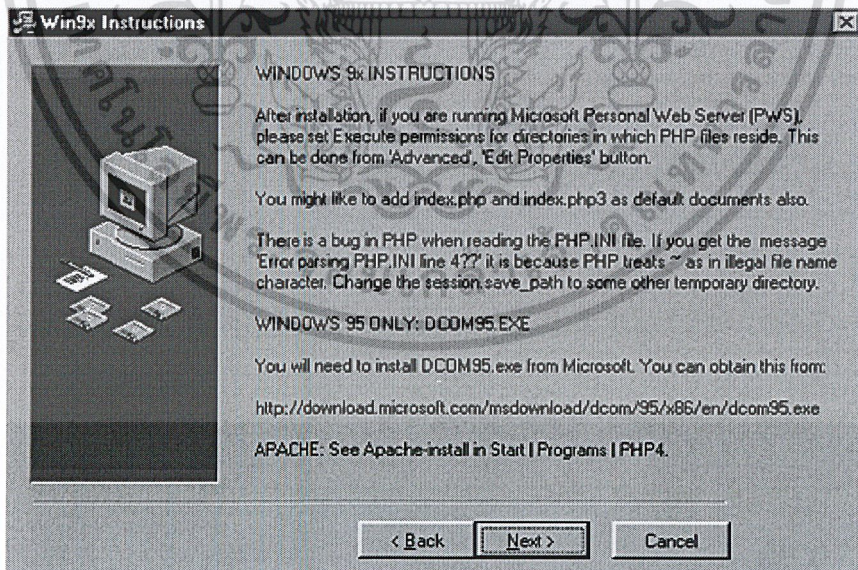 Win9x Instructions
WINDOWS 9x INSTRUCTIONS
After installation, if you are running Microsoft Personal Web Server (PWS),
please set Execute permissions for directories in which PHP files reside. This
can be done from 'Advanced', 'Edit Properties' button.
You might like to add index.php and index.php3 as default documents also.
There is a bug in PHP when reading the PHP.INI file. If you get the message
'Error parsing PHP.INI line 4??' it is because PHP treats ~ as in illegal file name
character. Change the session.save_path to some other temporary directory.
WINDOWS 95 ONLY: DCOM95.EXE
You will need to install DCOM95.exe from Microsoft. You can obtain this from:
http://download.microsoft.com/msdownload/dcom/95/x86/en/dcom95.exe
APACHE: See Apache-install in Start | Programs | PHP4.
< Back
Next >
Cancel